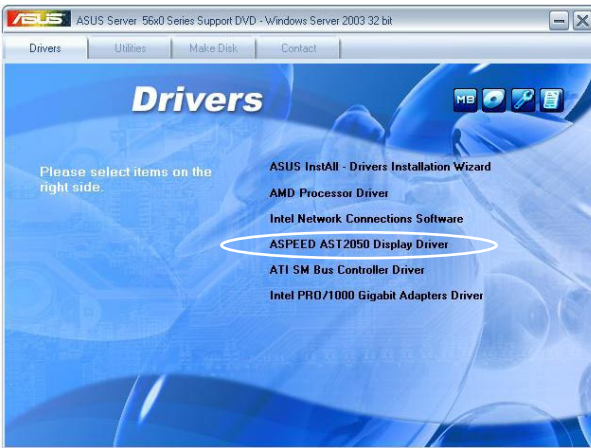 ASUS ASUS Server 56x0 Series Support DVD - Windows Server 2003 32 bit
Drivers Utilities Make Disk Contact
Drivers
MB
Please select items on the
right side.
ASUS InstAll - Drivers Installation Wizard
AMD Processor Driver
Intel Network Connections Software
ASPEED AST2050 Display Driver
ATI SM Bus Controller Driver
Intel PRO/1000 Gigabit Adapters Driver